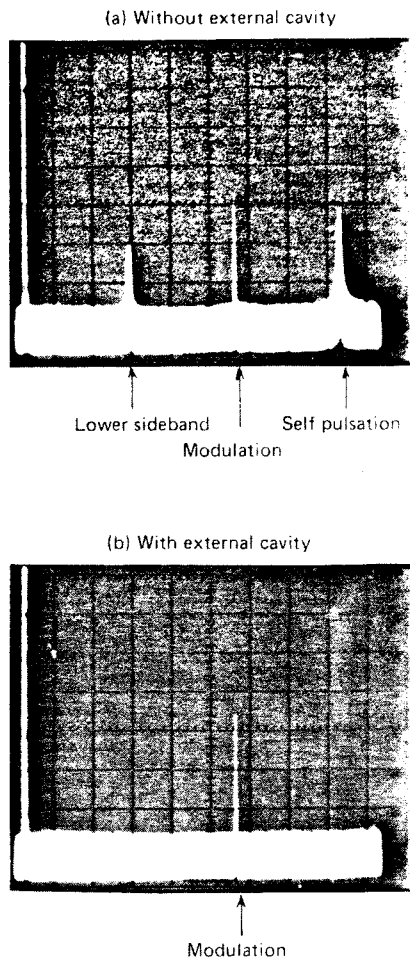 (a) Without external cavity
Lower sideband
Self pulsation
Modulation
(b) With external cavity
Modulation